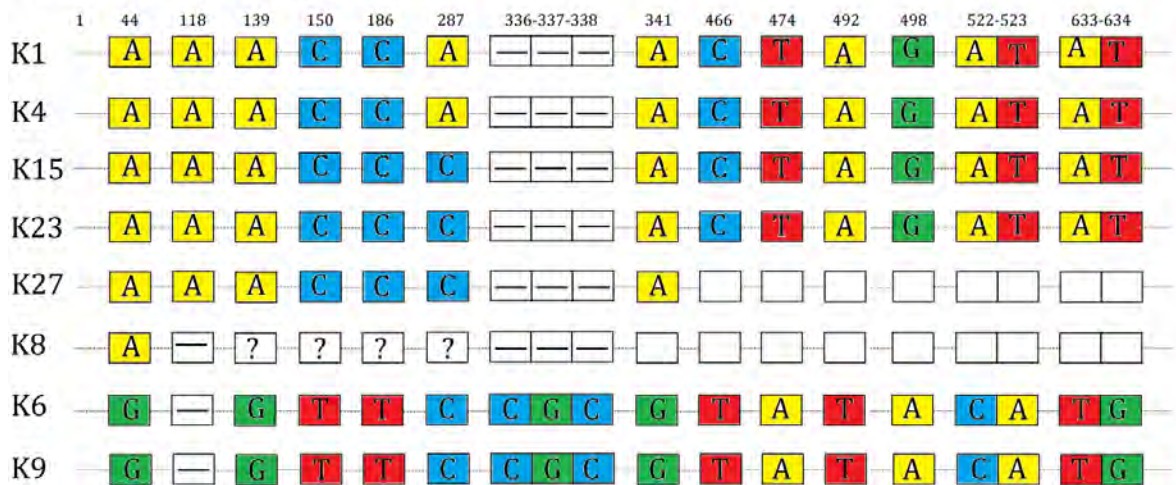 1 44 118 139 150 186 287 336-337-338 341 466 474 492 498 522-523 633-634
K1 A A A C C A — — — A C T A G A T A T
K4 A A A C C A — — — A C T A G A T A T
K15 A A A C C C — — — A C T A G A T A T
K23 A A A C C C — — — A C T A G A T A T
K27 A A A C C C — — — A
K8 A — ? ? ? ? — — —
K6 G — G T T C C G C G T A T A C A T G
K9 G — G T T C C G C G T A T A C A T G